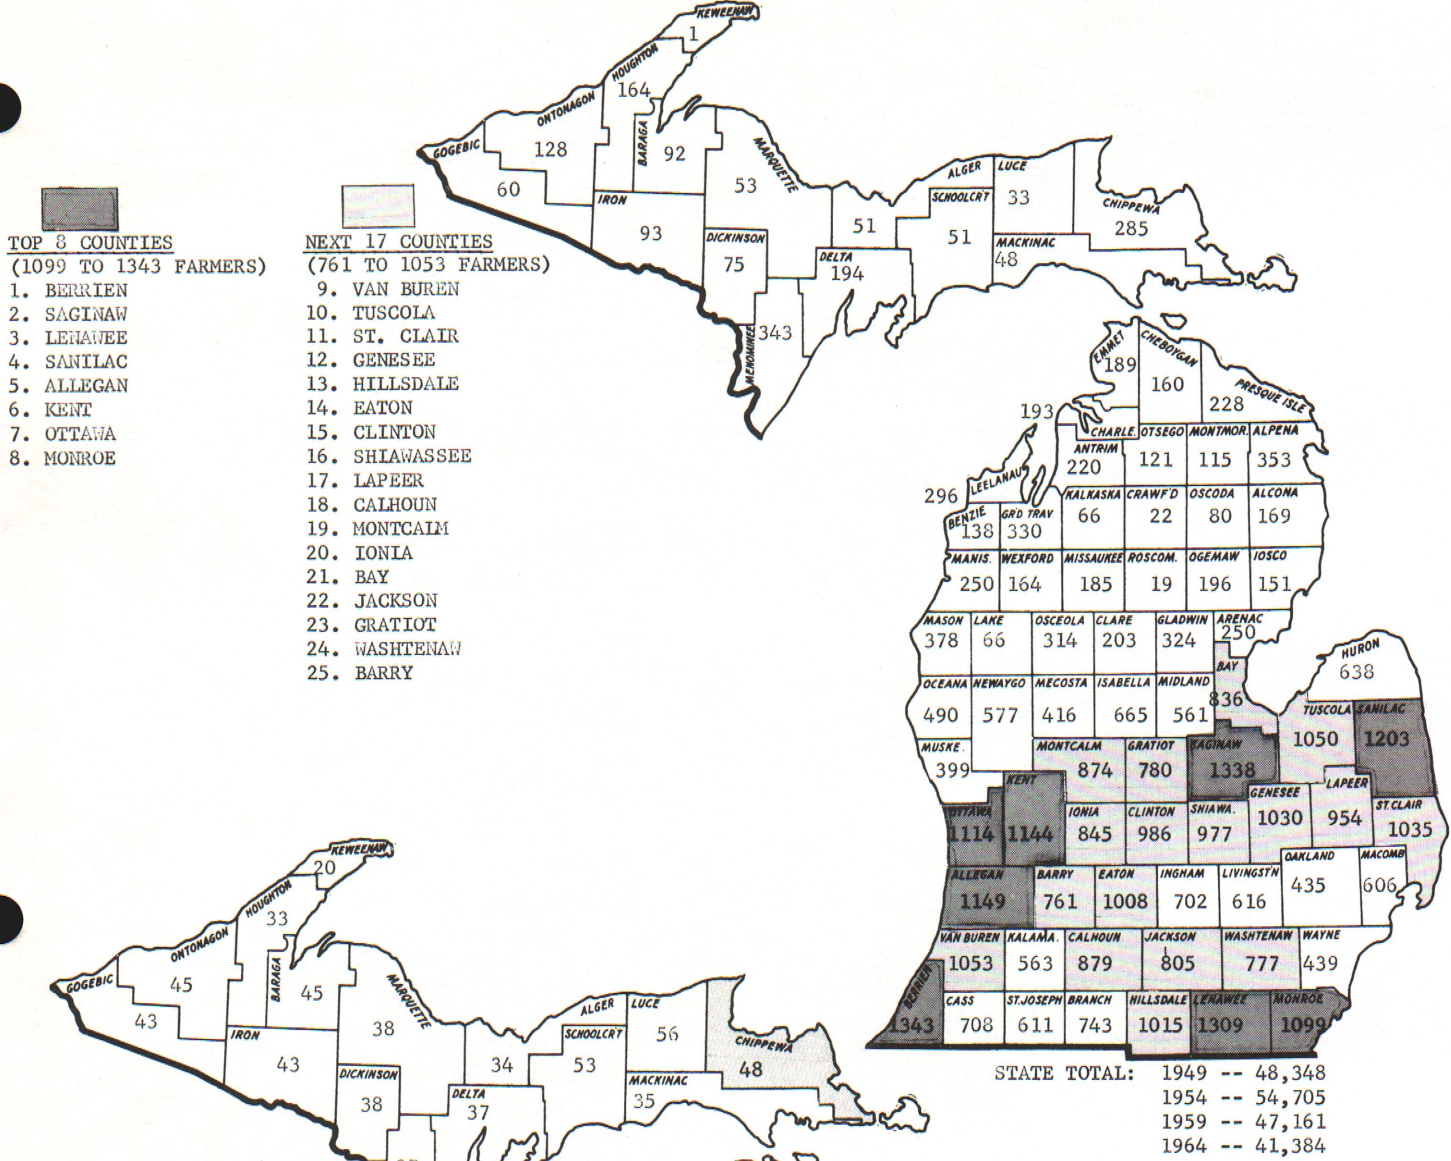 KEWEENAW
1
HOUGHTON
164
ONTONAGON
128
GOGEBIC
60
BARAGA
92
MARQUETTE
53
IRON
93
DICKINSON
75
ALGER
51
LUCE
33
SCHOOLCR'T
51
CHIPPEWA
285
MACKINAC
48
DELTA
194
MENOMINEE
343
TOP 8 COUNTIES
(1099 TO 1343 FARMERS)
1. BERRIEN
2. SAGINAW
3. LENAWEE
4. SANILAC
5. ALLEGAN
6. KENT
7. OTTAWA
8. MONROE
NEXT 17 COUNTIES
(761 TO 1053 FARMERS)
9. VAN BUREN
10. TUSCOLA
11. ST. CLAIR
12. GENESEE
13. HILLSDALE
14. EATON
15. CLINTON
16. SHIAWASSEE
17. LAPEER
18. CALHOUN
19. MONTCALM
20. IONIA
21. BAY
22. JACKSON
23. GRATIOT
24. WASHTENAW
25. BARRY
EMMET CHEBOYGAN
189 160
PRESQUE ISLE
228
193
CHARLE. OTSEGO MONTMOR. ALPENA
ANTRIM
220 121 115 353
296 LEELANAU
KALKASKA CRAWF'D OSCODA ALCONA
66 22 80 169
BENZIE GR'D TRAV
138 330
MANIS. WEXFORD MISSAUKEE ROSCOM. OGEMAW IOSCO
250 164 185 19 196 151
MASON LAKE OSCEOLA CLARE GLADWIN ARENAC
378 66 314 203 324 250
HURON
638
BAY
836
OCEANA NEWAYGO MECOSTA ISABELLA MIDLAND
490 577 416 665 561
TUSCOLA SANILAC
1050 1203
MUSKE. MONTCALM GRATIOT SAGINAW
399 874 780 1338
KENT GENESEE LAPEER
1144 1030 954
OTTAWA IONIA CLINTON SHIAWA. ST.CLAIR
1114 845 986 977 1035
OAKLAND MACOMB
435 606
ALLEGAN BARRY EATON INGHAM LIVINGST'N
1149 761 1008 702 616
VAN BUREN KALAMA. CALHOUN JACKSON WASHTENAW WAYNE
1053 563 879 805 777 439
BERRIEN CASS ST.JOSEPH BRANCH HILLSDALE LENAWEE MONROE
1343 708 611 743 1015 1309 1099
STATE TOTAL: 1949 -- 48,348
1954 -- 54,705
1959 -- 47,161
1964 -- 41,384
KEWEENAW
20
HOUGHTON
33
ONTONAGON
45
GOGEBIC
43
BARAGA
45
MARQUETTE
38
IRON
43
DICKINSON
38
ALGER
34
LUCE
56
SCHOOLCR'T
53
CHIPPEWA
48
MACKINAC
35
DELTA
37